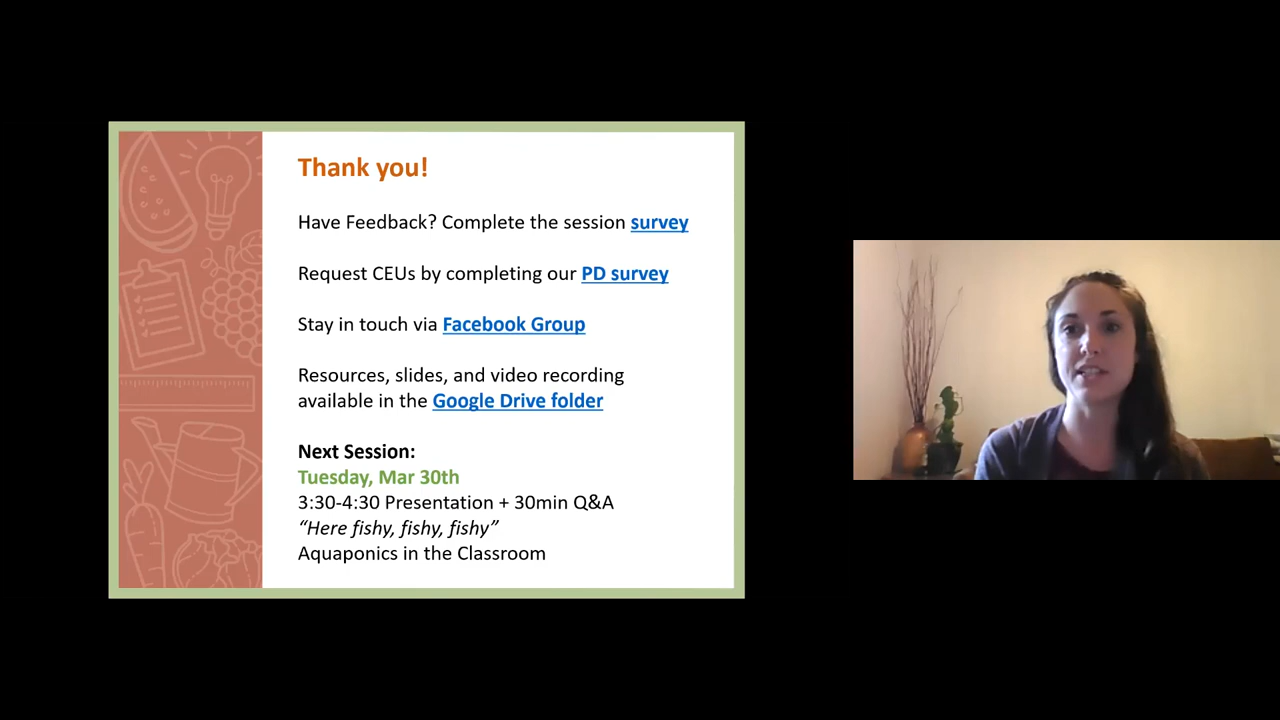 Thank you!
Have Feedback? Complete the session survey
Request CEUs by completing our PD survey
Stay in touch via Facebook Group
Resources, slides, and video recording
available in the Google Drive folder
Next Session:
Tuesday, Mar 30th
3:30-4:30 Presentation + 30min Q&A
“Here fishy, fishy, fishy”
Aquaponics in the Classroom